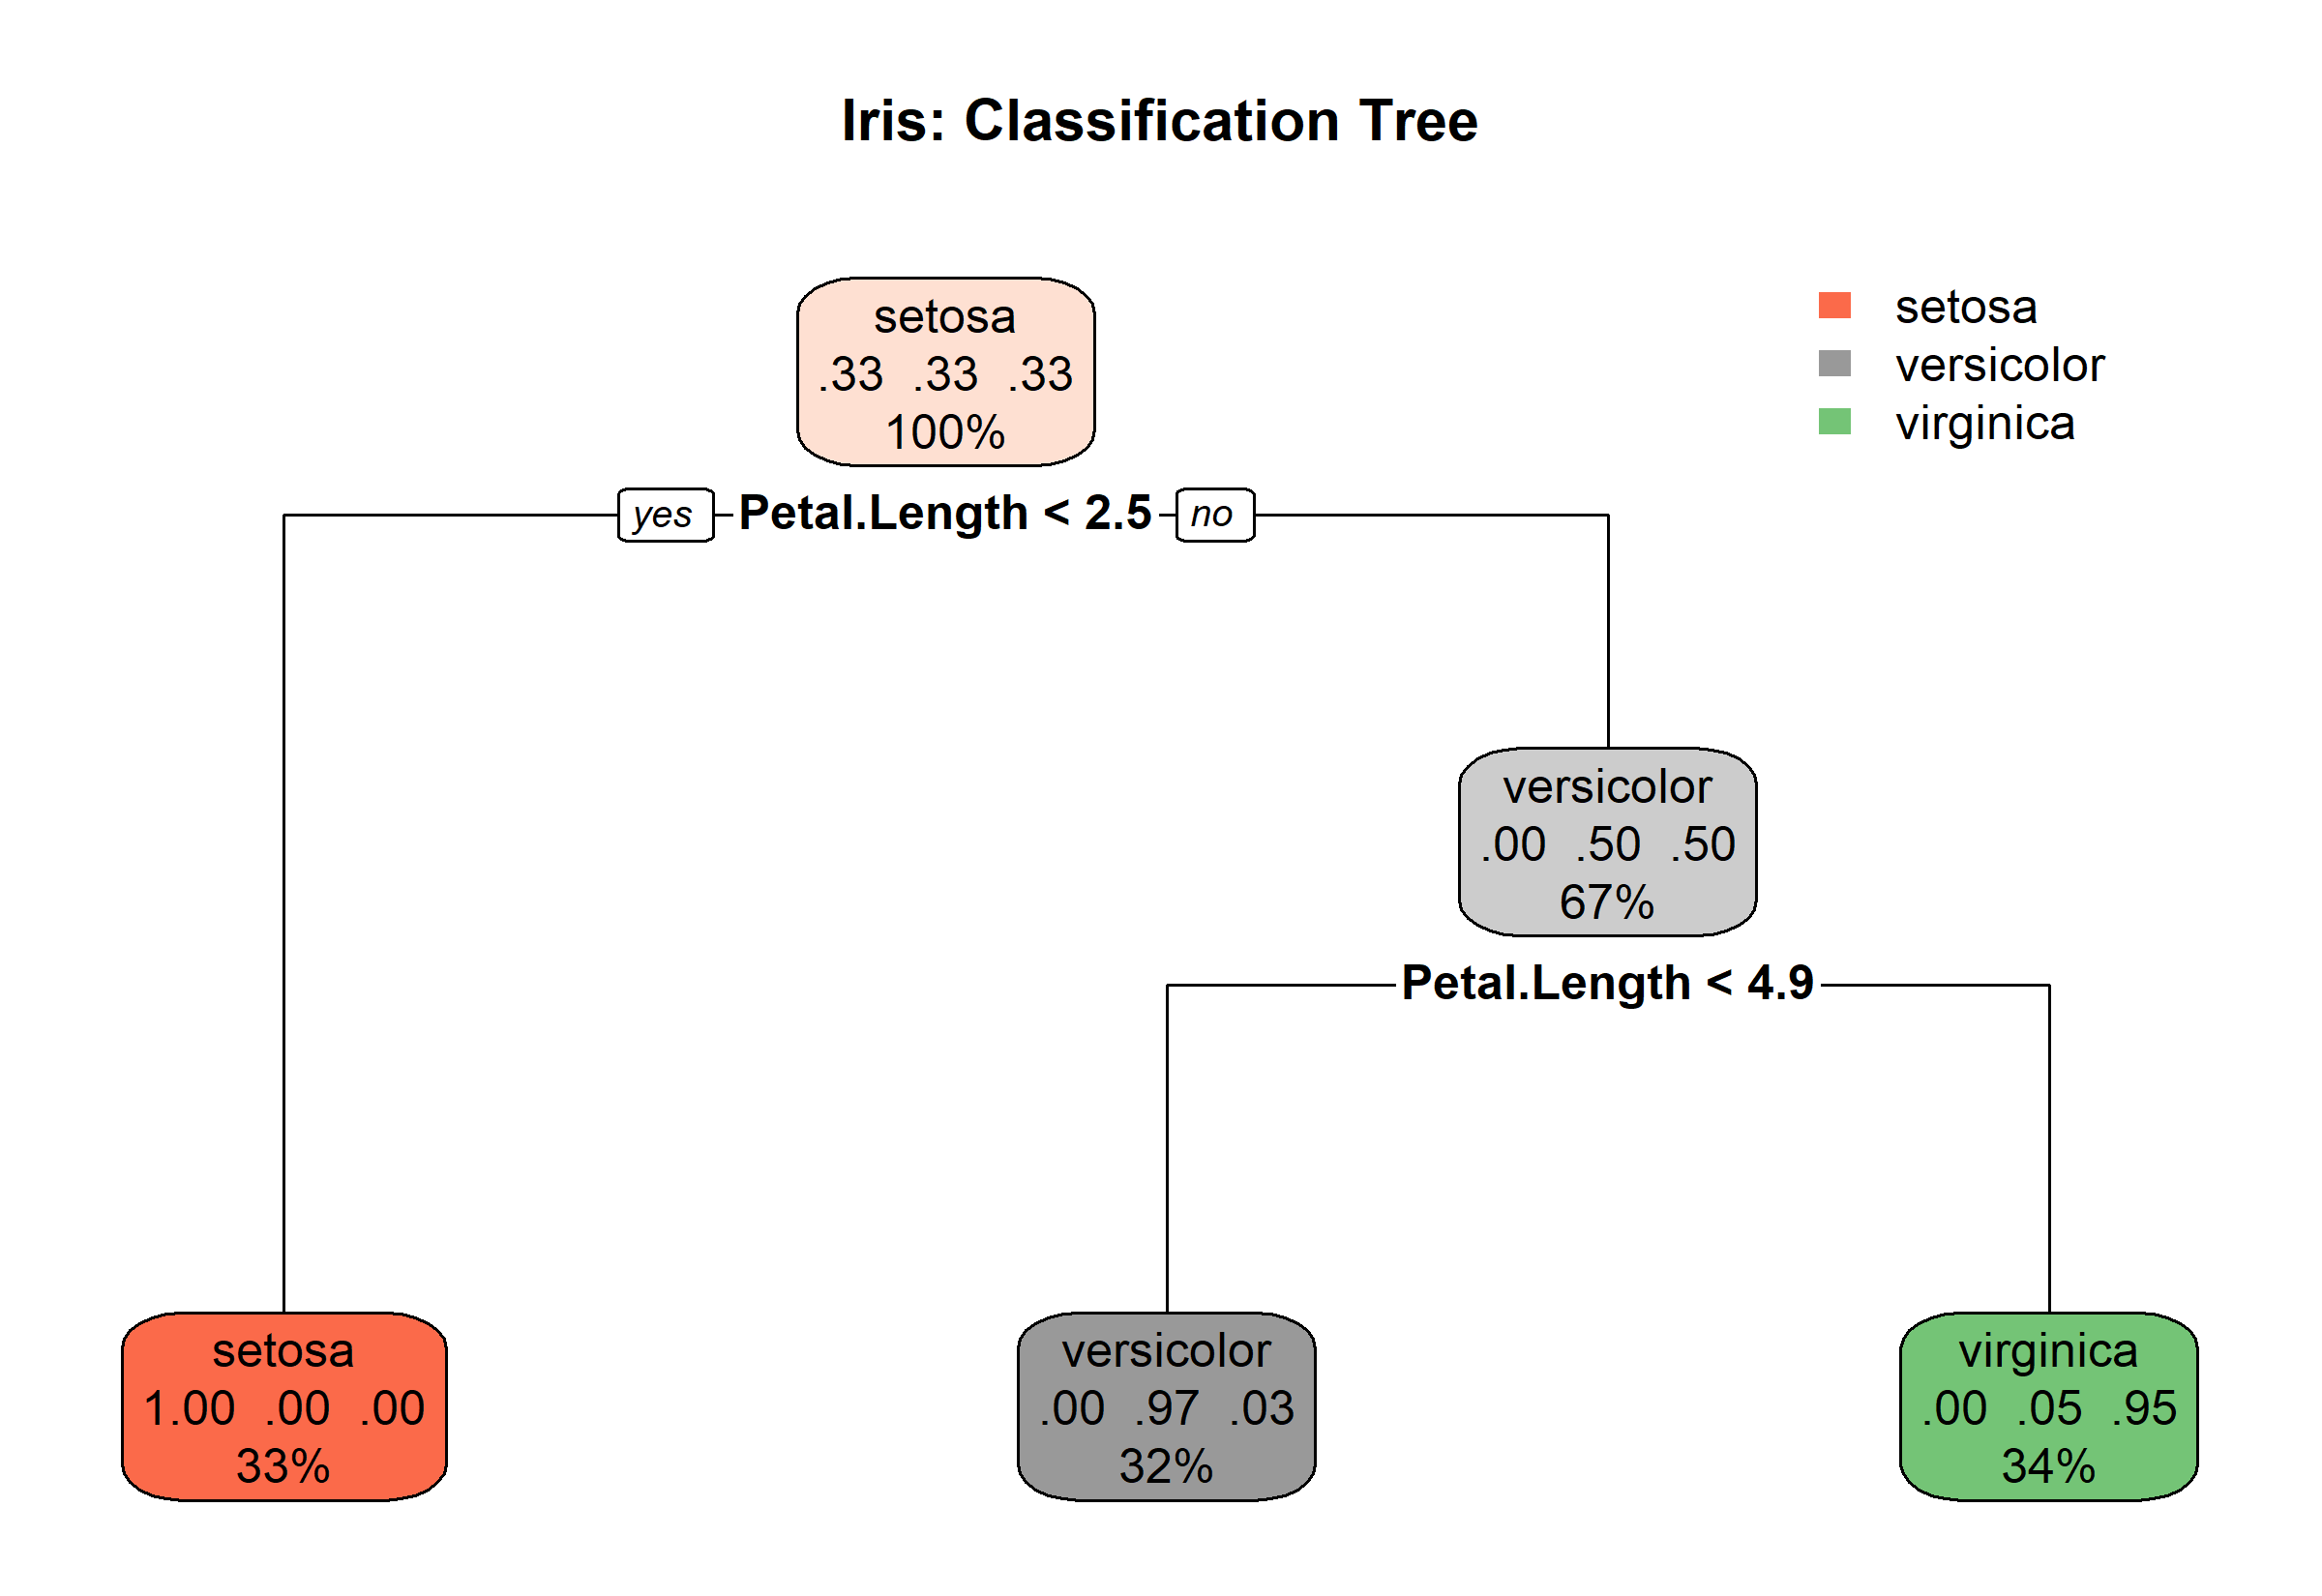 Iris: Classification Tree
setosa
.33 .33 .33
100%
setosa
versicolor
virginica
yes Petal.Length < 2.5 no
versicolor
.00 .50 .50
67%
Petal.Length < 4.9
setosa
1.00 .00 .00
33%
versicolor
.00 .97 .03
32%
virginica
.00 .05 .95
34%